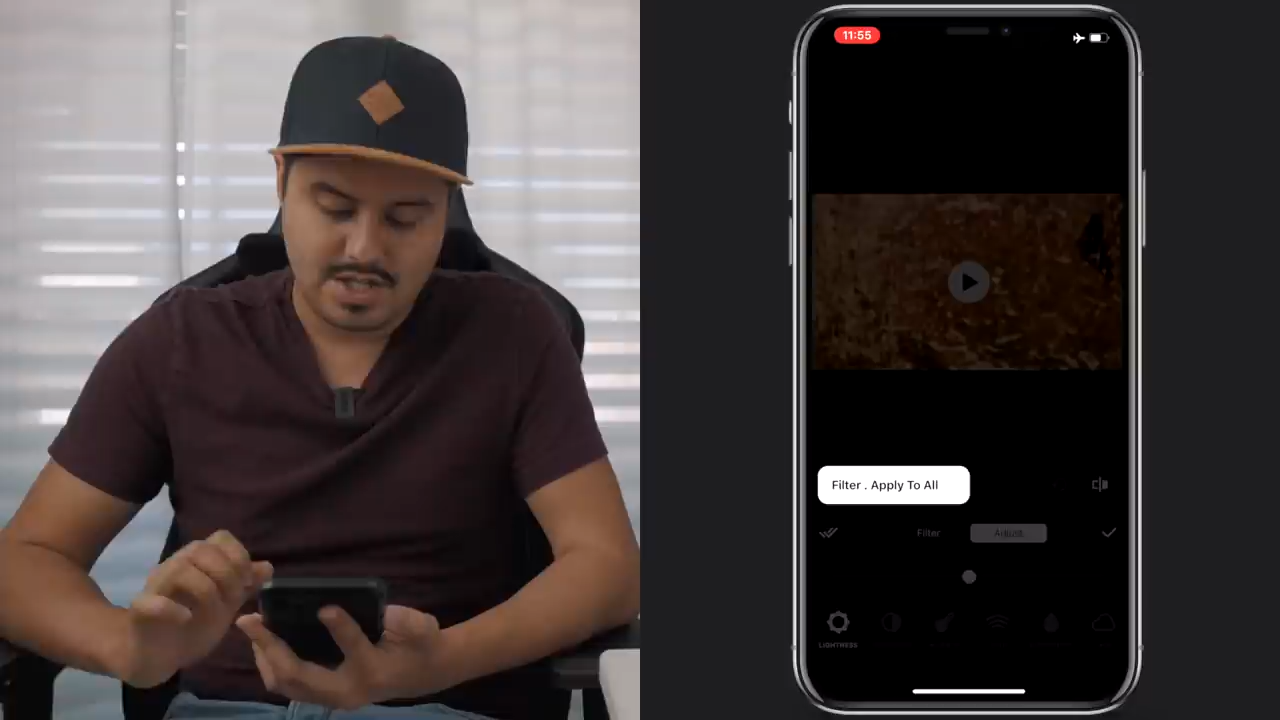 11:55
Filter . Apply To All
Filter
Adjust
LIGHTNESS